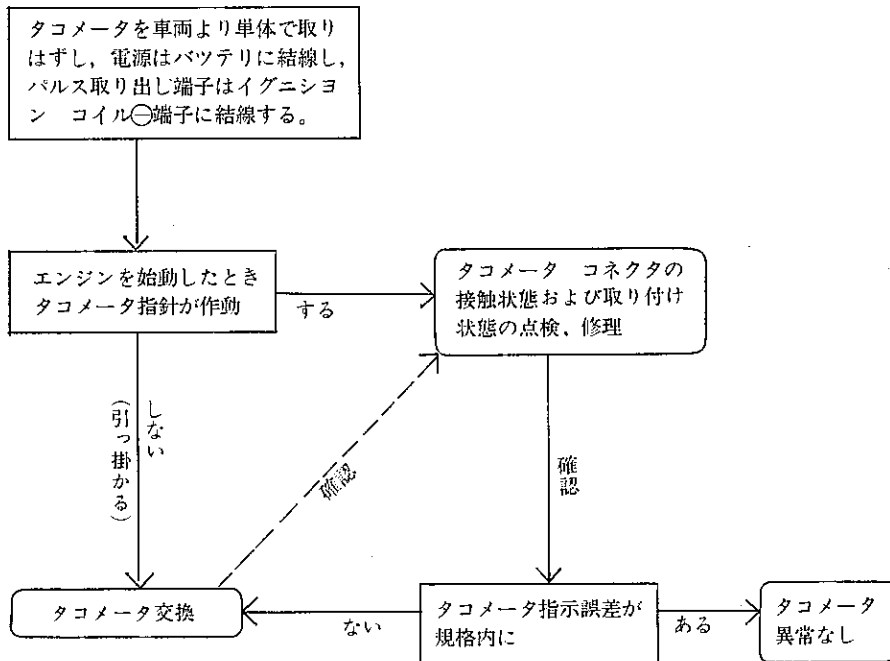 タコメータを車両より単体で取り
はずし，電源はバツテリに結線し，
パルス取り出し端子はイグニシヨ
ン　コイル㊀端子に結線する。
エンジンを始動したとき
タコメータ指針が作動
する
タコメータ　コネクタの
接触状態および取り付け
状態の点検、修理
しない
(引っ掛かる)
確認
確認
タコメータ交換
ない
タコメータ指示誤差が
規格内に
ある
タコメータ
異常なし